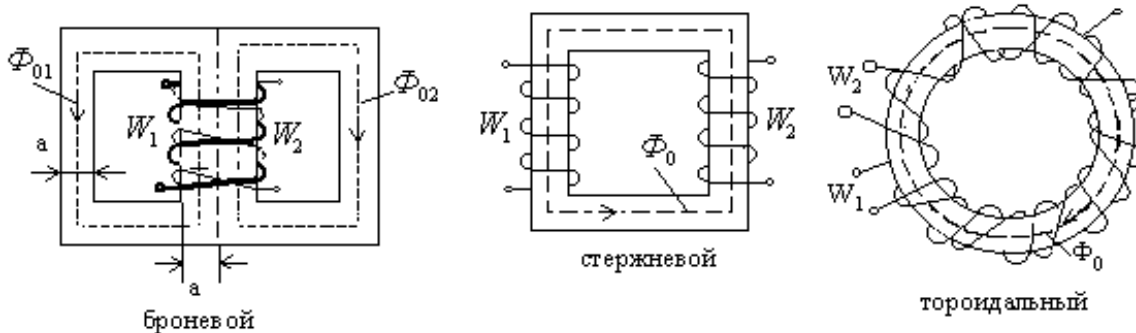 Φ01
Φ02
W1
W2
a
a
броневой
W1
W2
Φ0
стержневой
W2
W1
Φ0
тороидальный